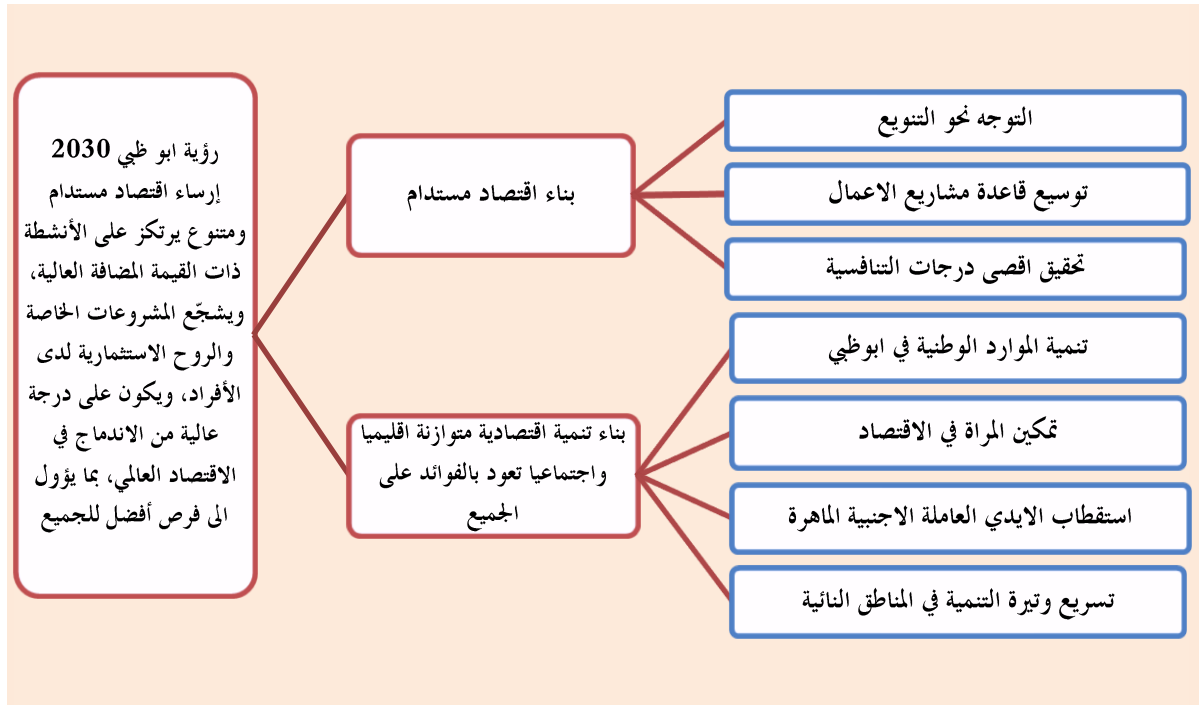 رؤية ابو ظبي 2030
إرساء اقتصاد مستدام
ومتنوع يرتكز على الأنشطة
ذات القيمة المضافة العالية،
ويشجّع المشروعات الخاصة
والروح الاستثمارية لدى
الأفراد، ويكون على درجة
عالية من الاندماج في
الاقتصاد العالمي، بما يؤول
الى فرص أفضل للجميع
بناء اقتصاد مستدام
التوجه نحو التنويع
توسيع قاعدة مشاريع الاعمال
تحقيق اقصى درجات التنافسية
بناء تنمية اقتصادية متوازنة اقليميا
واجتماعيا تعود بالفوائد على
الجميع
تنمية الموارد الوطنية في ابوظبي
تمكين المراة في الاقتصاد
استقطاب الايدي العاملة الاجنبية الماهرة
تسريع وتيرة التنمية في المناطق النائية